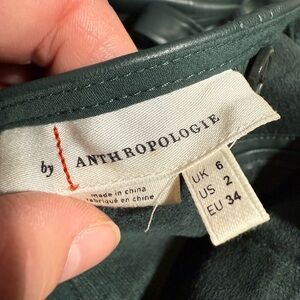 by ANTHROPOLOGIE
made in china
fabriqué en chine
UK 6
US 2
EU 34